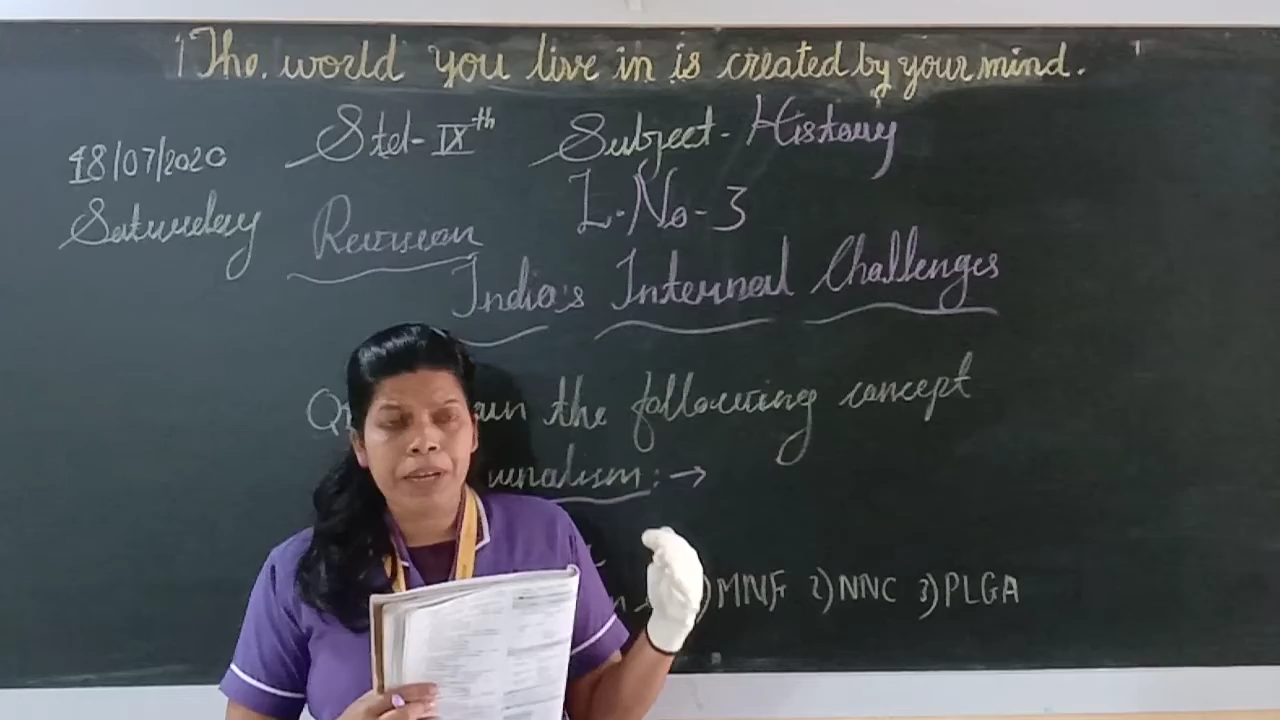 The world you live in is created by your mind.
Std-IXth Subject-History
18/07/2020 L.No-3
Saturday Revision
India's Internal Challenges
the following concept
:→
1)MNF 2)NNC 3)PLGA